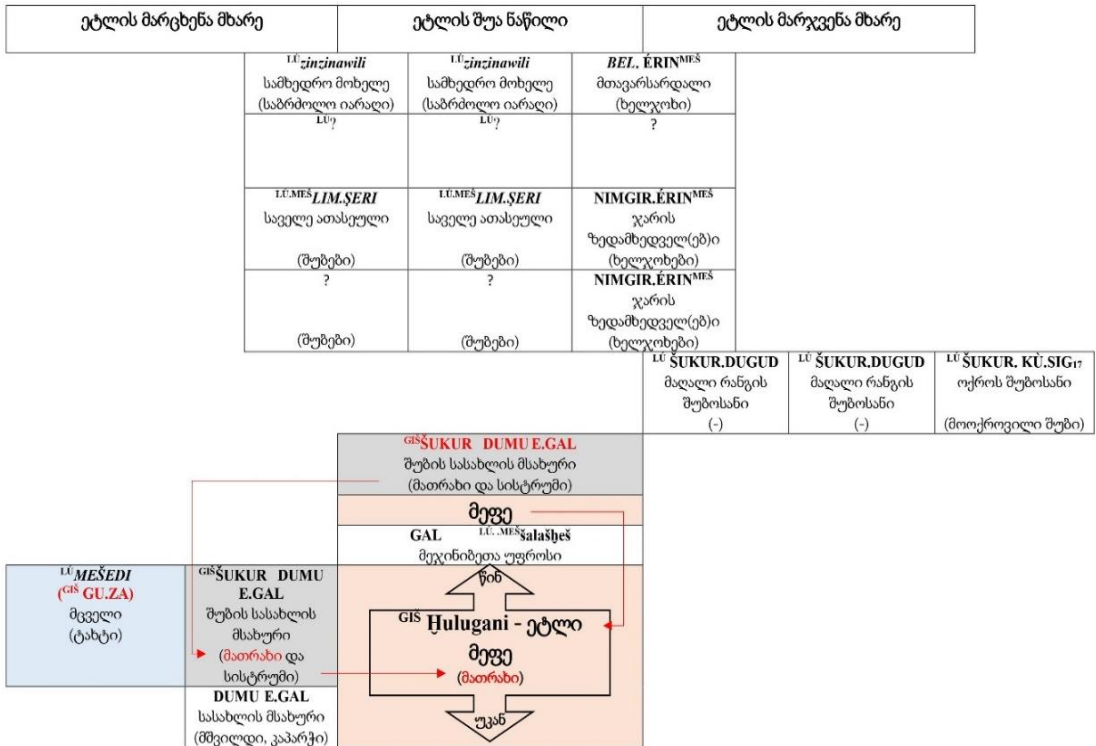 ეტლის მარცხენა მხარე ეტლის შუა ნაწილი ეტლის მარჯვენა მხარე
LÚzinzinawili LÚzinzinawili BEL. ÉRINMEŠ
სამხედრო მოხელე სამხედრო მოხელე მთავარსარდალი
(საბრძოლო იარაღი) (საბრძოლო იარაღი) (ხელჯოხი)
LÚ? LÚ? ?
LÚ.MEŠLIM.ṢERI LÚ.MEŠLIM.ṢERI NIMGIR.ÉRINMEŠ
საველე ათასეული საველე ათასეული ჯარის
ზედამხედველ(ებ)ი
(შუბები) (შუბები) (ხელჯოხები)
? ? NIMGIR.ÉRINMEŠ
ჯარის
ზედამხედველ(ებ)ი
(შუბები) (შუბები) (ხელჯოხები)
LÚ ŠUKUR.DUGUD LÚ ŠUKUR.DUGUD LÚ ŠUKUR. KÙ.SIG17
მაღალი რანგის მაღალი რანგის ოქროს შუბოსანი
შუბოსანი შუბოსანი
(-) (-) (მოოქროვილი შუბი)
GIŠŠUKUR DUMU E.GAL
შუბის სასახლის მსახური
(მათრახი და სისტრუმი)
მეფე
GAL LÚ. .MEŠšalašḫeš
მეჯინიბეთა უფროსი
LÚMEŠEDI
(GIŠ GU.ZA)
მცველი
(ტახტი)
GIŠŠUKUR DUMU
E.GAL
შუბის სასახლის
მსახური
(მათრახი და
სისტრუმი)
DUMU E.GAL
სასახლის მსახური
(მშვილდი, კაპარჭი)
წინ
GIŠ Ḫulugani - ეტლი
მეფე
(მათრახი)
უკან